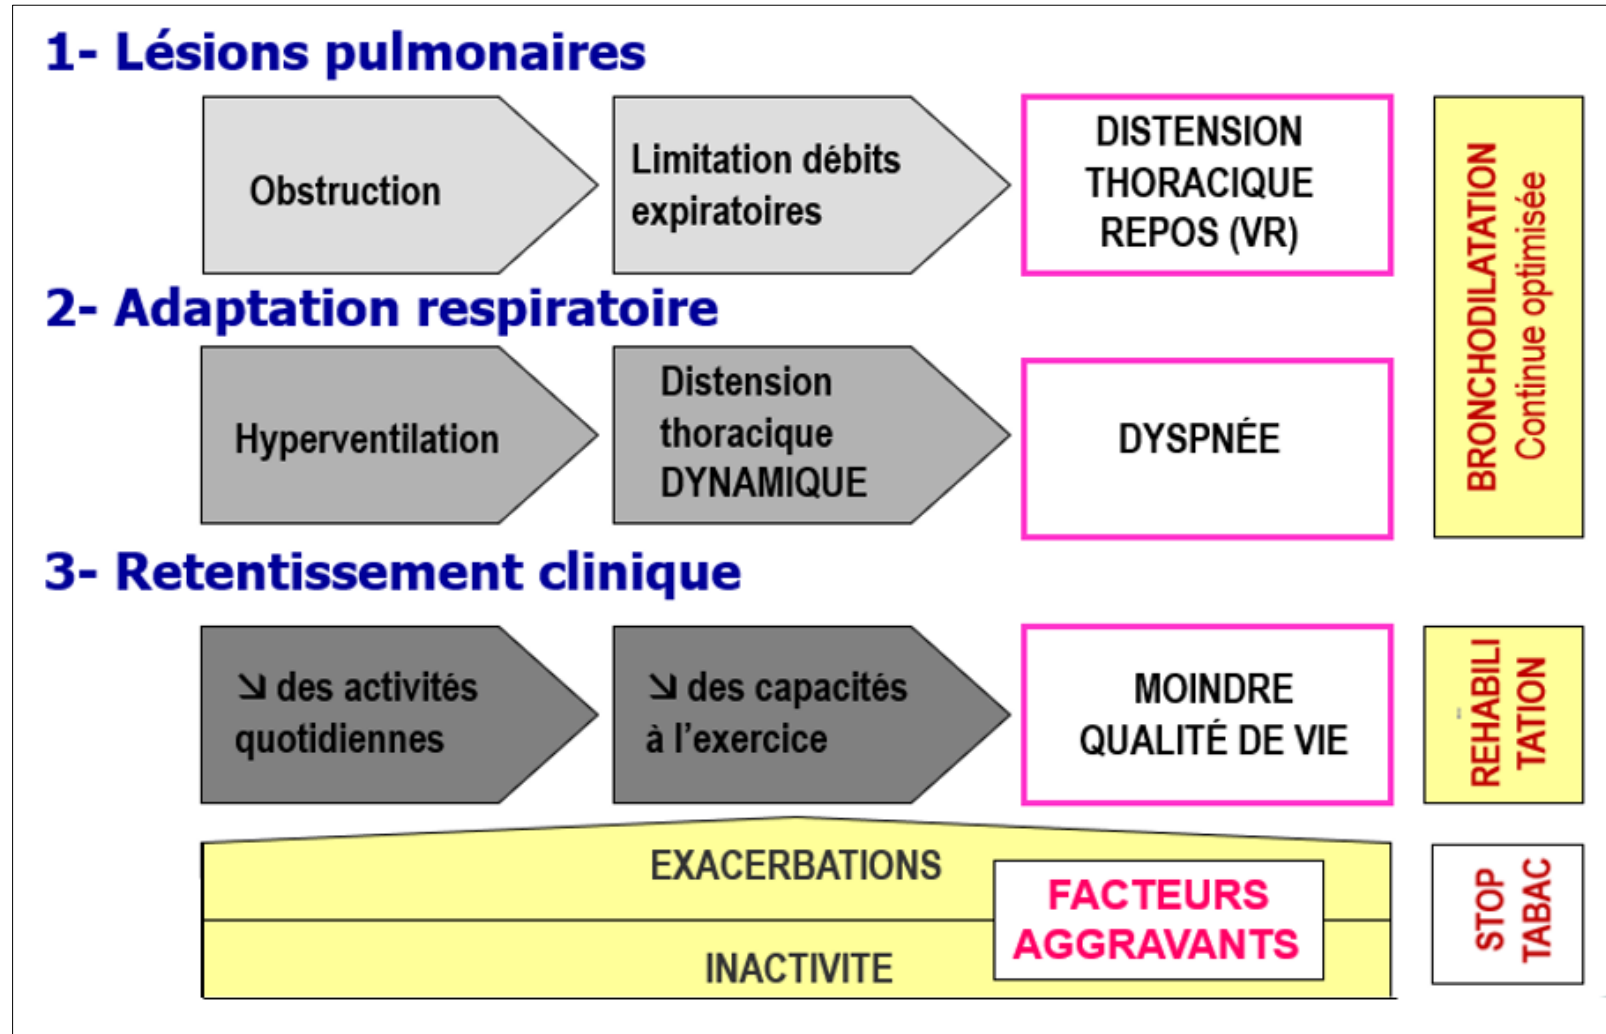 1- Lésions pulmonaires
Obstruction
Limitation débits
expiratoires
DISTENSION
THORACIQUE
REPOS (VR)
2- Adaptation respiratoire
Hyperventilation
Distension
thoracique
DYNAMIQUE
DYSPNÉE
BRONCHODILATATION
Continue optimisée
3- Retentissement clinique
↘ des activités
quotidiennes
↘ des capacités
à l’exercice
MOINDRE
QUALITÉ DE VIE
REHABILI
TATION
EXACERBATIONS
INACTIVITE
FACTEURS
AGGRAVANTS
STOP
TABAC